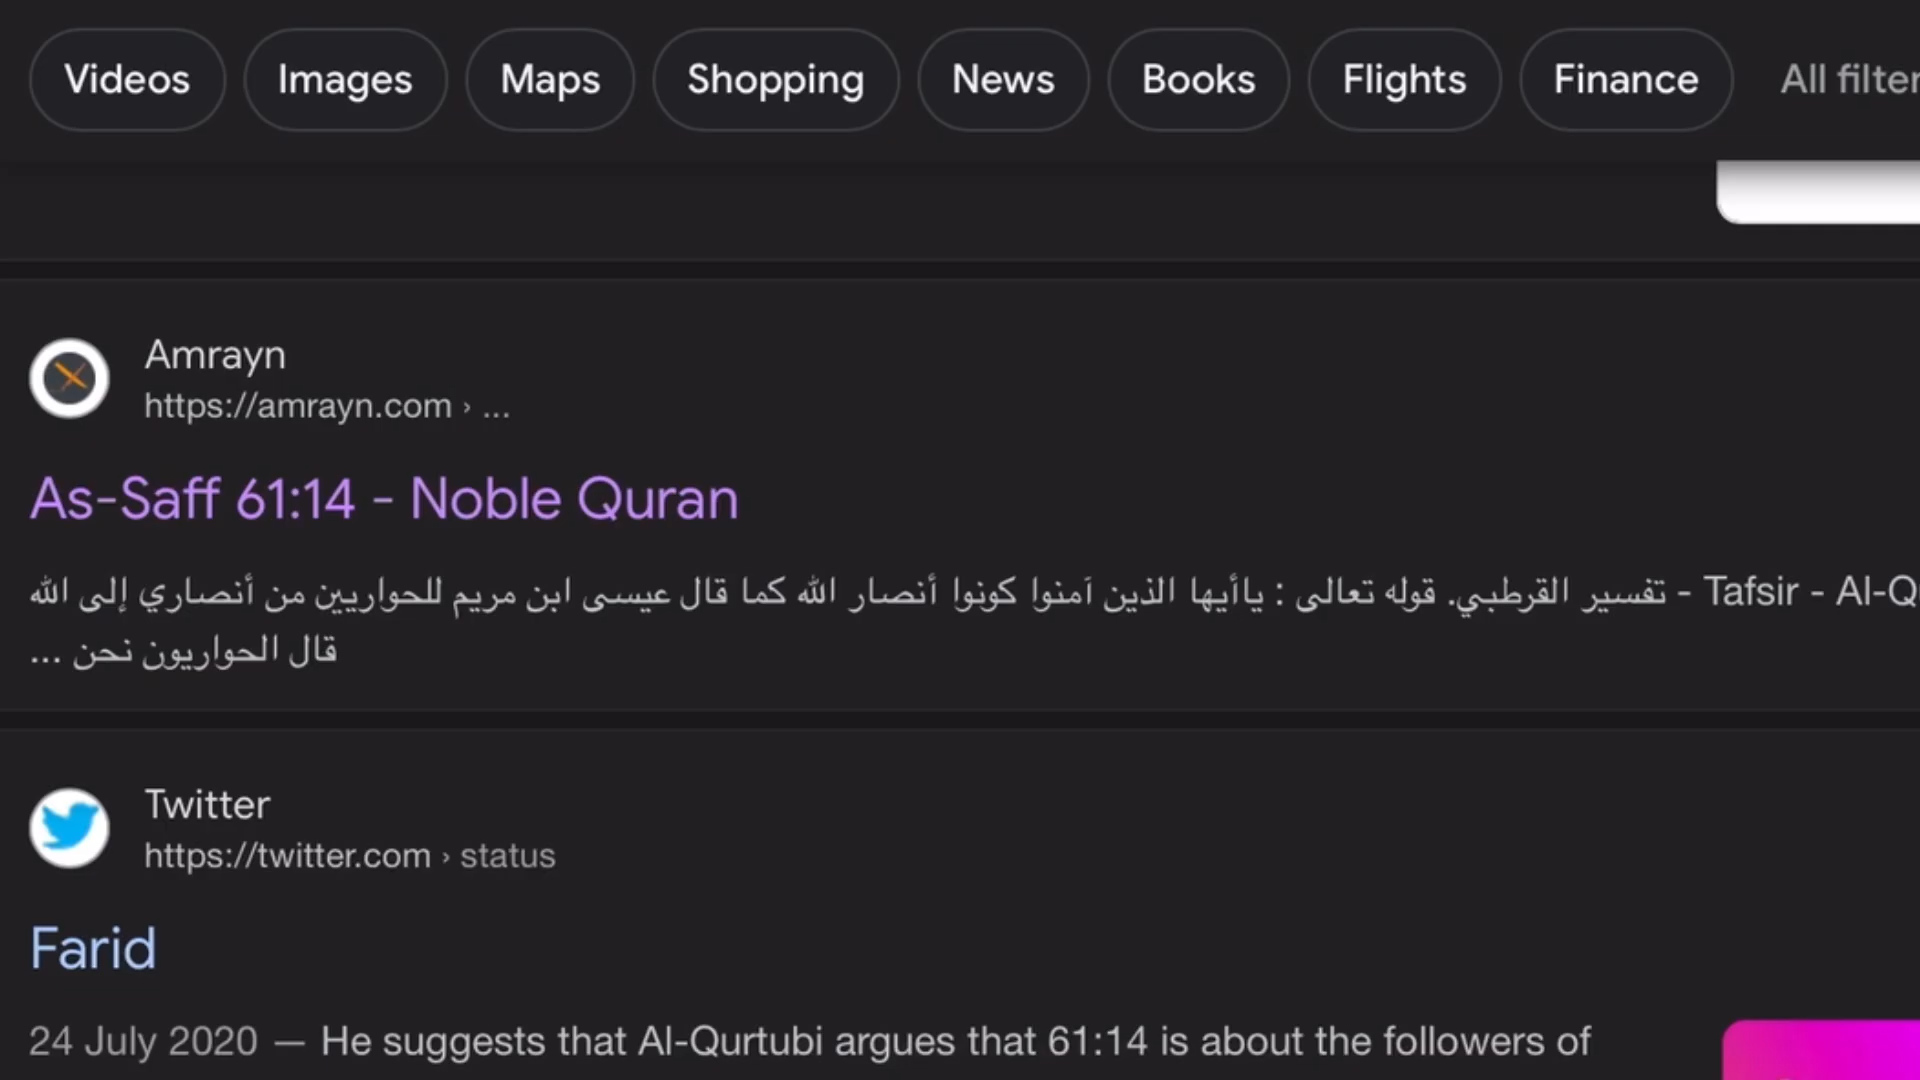 Videos Images Maps Shopping News Books Flights Finance All filter
Amrayn
https://amrayn.com › ...
As-Saff 61:14 - Noble Quran
Tafsir - Al-Q - تفسير القرطبي. قوله تعالى : ياأيها الذين آمنوا كونوا أنصار الله كما قال عيسى ابن مريم للحواريين من أنصاري إلى الله
قال الحواريون نحن ...
Twitter
https://twitter.com › status
Farid
24 July 2020 — He suggests that Al-Qurtubi argues that 61:14 is about the followers of